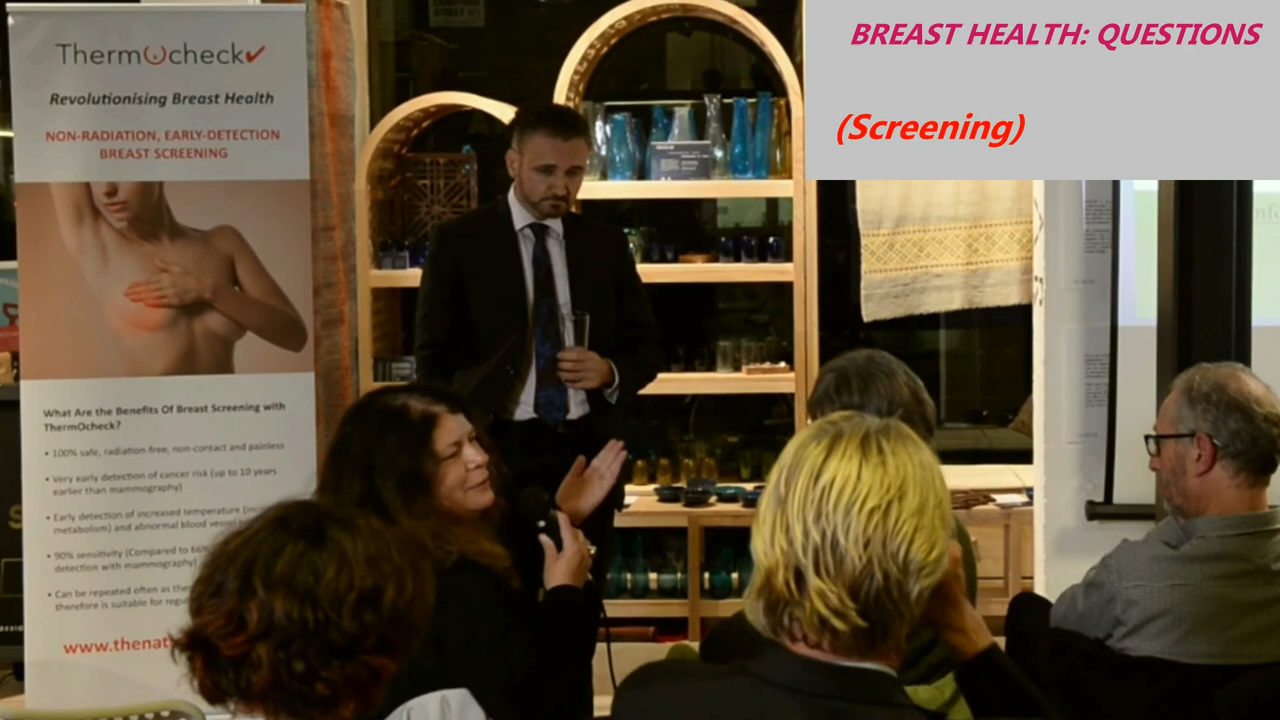 ThermOcheck
Revolutionising Breast Health
NON-RADIATION, EARLY-DETECTION
BREAST SCREENING
What Are the Benefits Of Breast Screening with
ThermOcheck?
• 100% safe, radiation-free, non-contact and painless
• Very early detection of cancer risk (up to 10 years
earlier than mammography)
• Early detection of increased temperature
metabolism) and abnormal blood vessel
• 90% sensitivity (Compared to 66%
detection with mammography)
• Can be repeated often as
therefore is suitable for
www.thenat
BREAST HEALTH: QUESTIONS
(Screening)